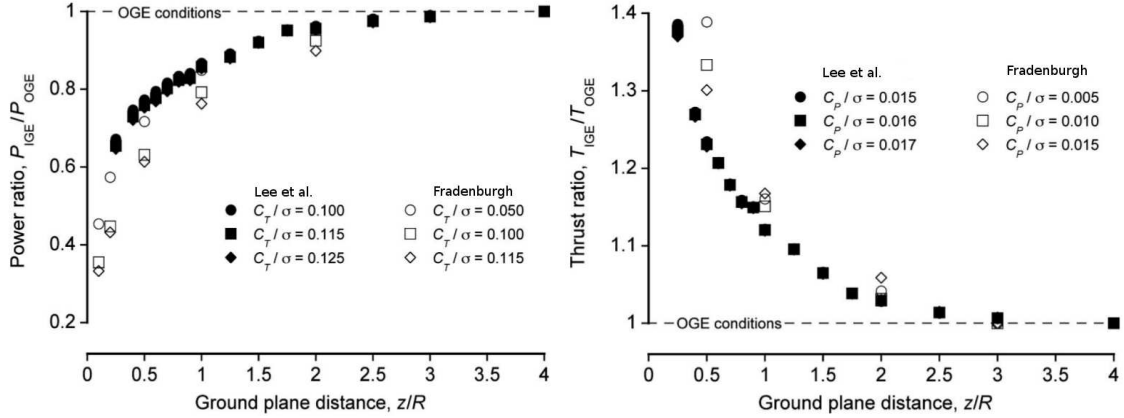 OGE conditions
1
0.8
0.6
0.4
0.2
Power ratio, P_IGE/P_OGE
Lee et al.
C_T / σ = 0.100
C_T / σ = 0.115
C_T / σ = 0.125
Fradenburgh
C_T / σ = 0.050
C_T / σ = 0.100
C_T / σ = 0.115
0 0.5 1 1.5 2 2.5 3 3.5 4
Ground plane distance, z/R
1.4
1.3
1.2
1.1
1
Thrust ratio, T_IGE/T_OGE
Lee et al.
C_P / σ = 0.015
C_P / σ = 0.016
C_P / σ = 0.017
Fradenburgh
C_P / σ = 0.005
C_P / σ = 0.010
C_P / σ = 0.015
OGE conditions
0 0.5 1 1.5 2 2.5 3 3.5 4
Ground plane distance, z/R